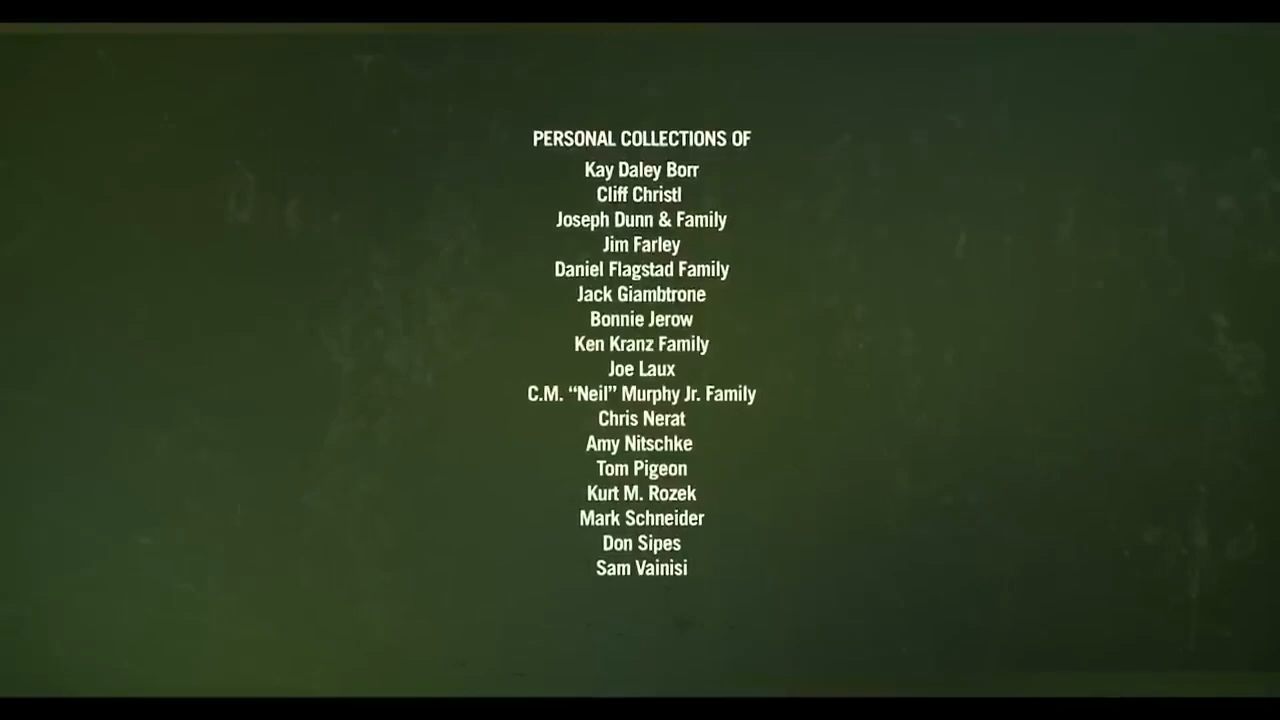 PERSONAL COLLECTIONS OF
Kay Daley Borr
Cliff Christl
Joseph Dunn & Family
Jim Farley
Daniel Flagstad Family
Jack Giambtrone
Bonnie Jerow
Ken Kranz Family
Joe Laux
C.M. “Neil” Murphy Jr. Family
Chris Nerat
Amy Nitschke
Tom Pigeon
Kurt M. Rozek
Mark Schneider
Don Sipes
Sam Vainisi